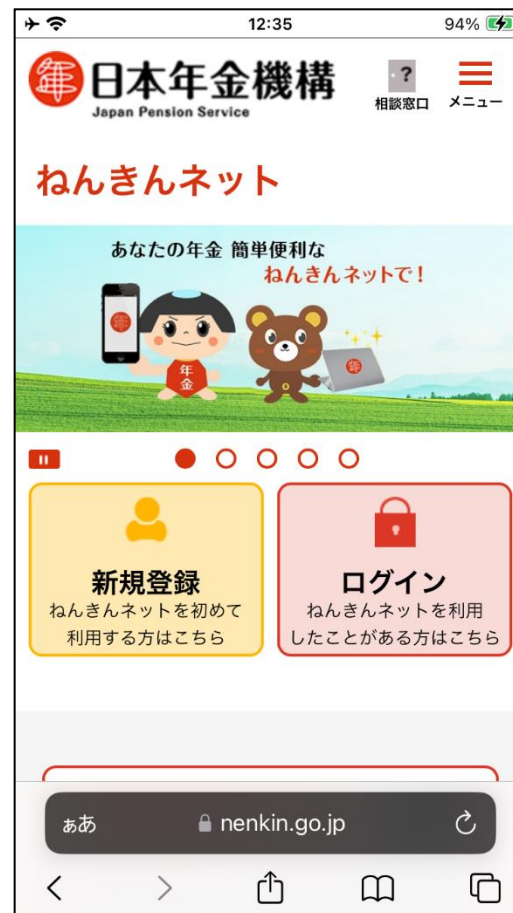 12:35
94%
年
日本年金機構
Japan Pension Service
?
相談窓口
メニュー
ねんきんネット
あなたの年金 簡単便利な
ねんきんネットで!
年
年
年金
新規登録
ねんきんネットを初めて
利用する方はこちら
ログイン
ねんきんネットを利用
したことがある方はこちら
ぁあ
nenkin.go.jp